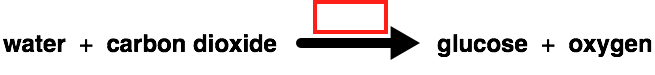 water + carbon dioxide glucose + oxygen